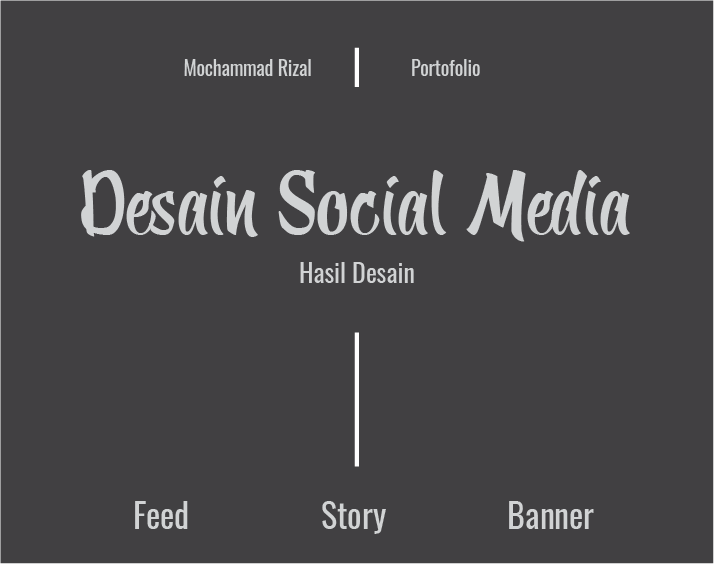 Mochammad Rizal
Portofolio
Desain Social Media
Hasil Desain
Feed
Story
Banner